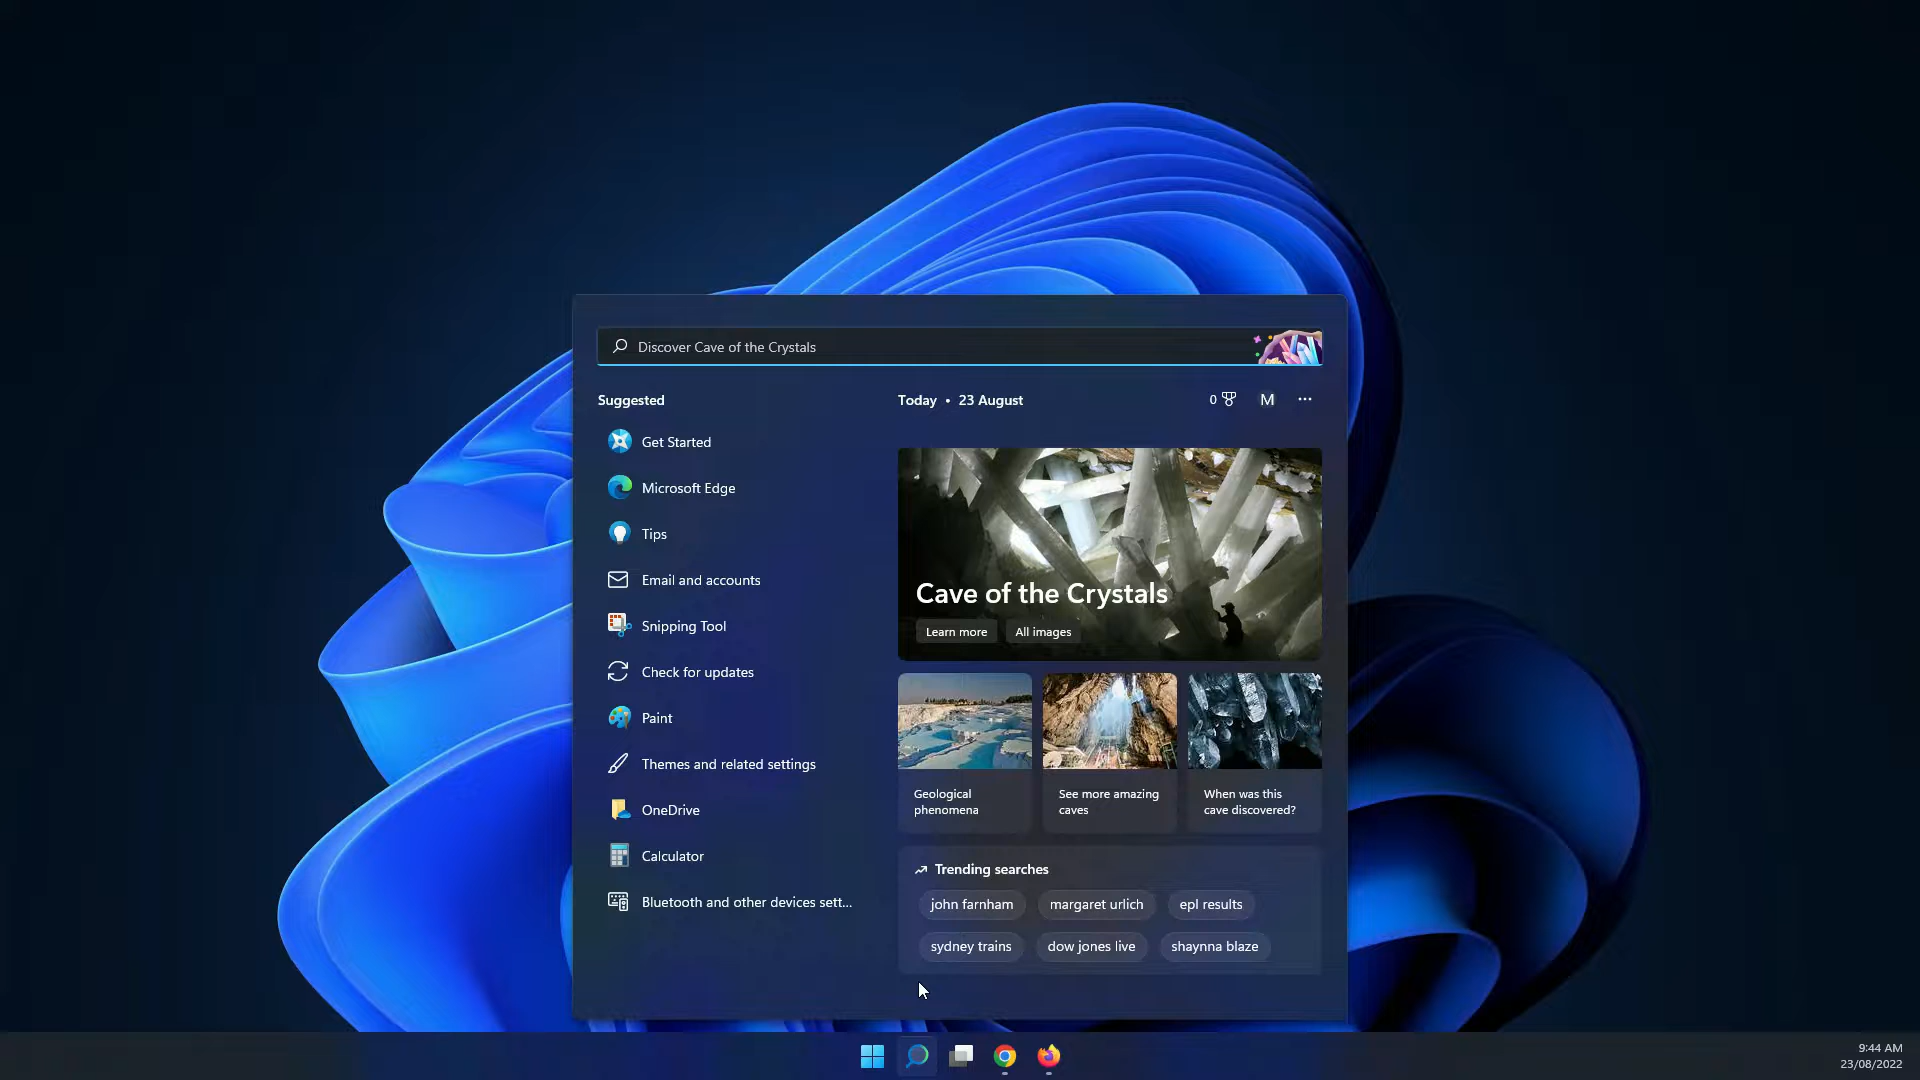 Discover Cave of the Crystals
Suggested
Today • 23 August
0
M
Get Started
Microsoft Edge
Tips
Email and accounts
Snipping Tool
Check for updates
Paint
Themes and related settings
OneDrive
Calculator
Bluetooth and other devices sett...
Cave of the Crystals
Learn more
All images
Geological
phenomena
See more amazing
caves
When was this
cave discovered?
Trending searches
john farnham
margaret urlich
epl results
sydney trains
dow jones live
shaynna blaze
9:44 AM
23/08/2022